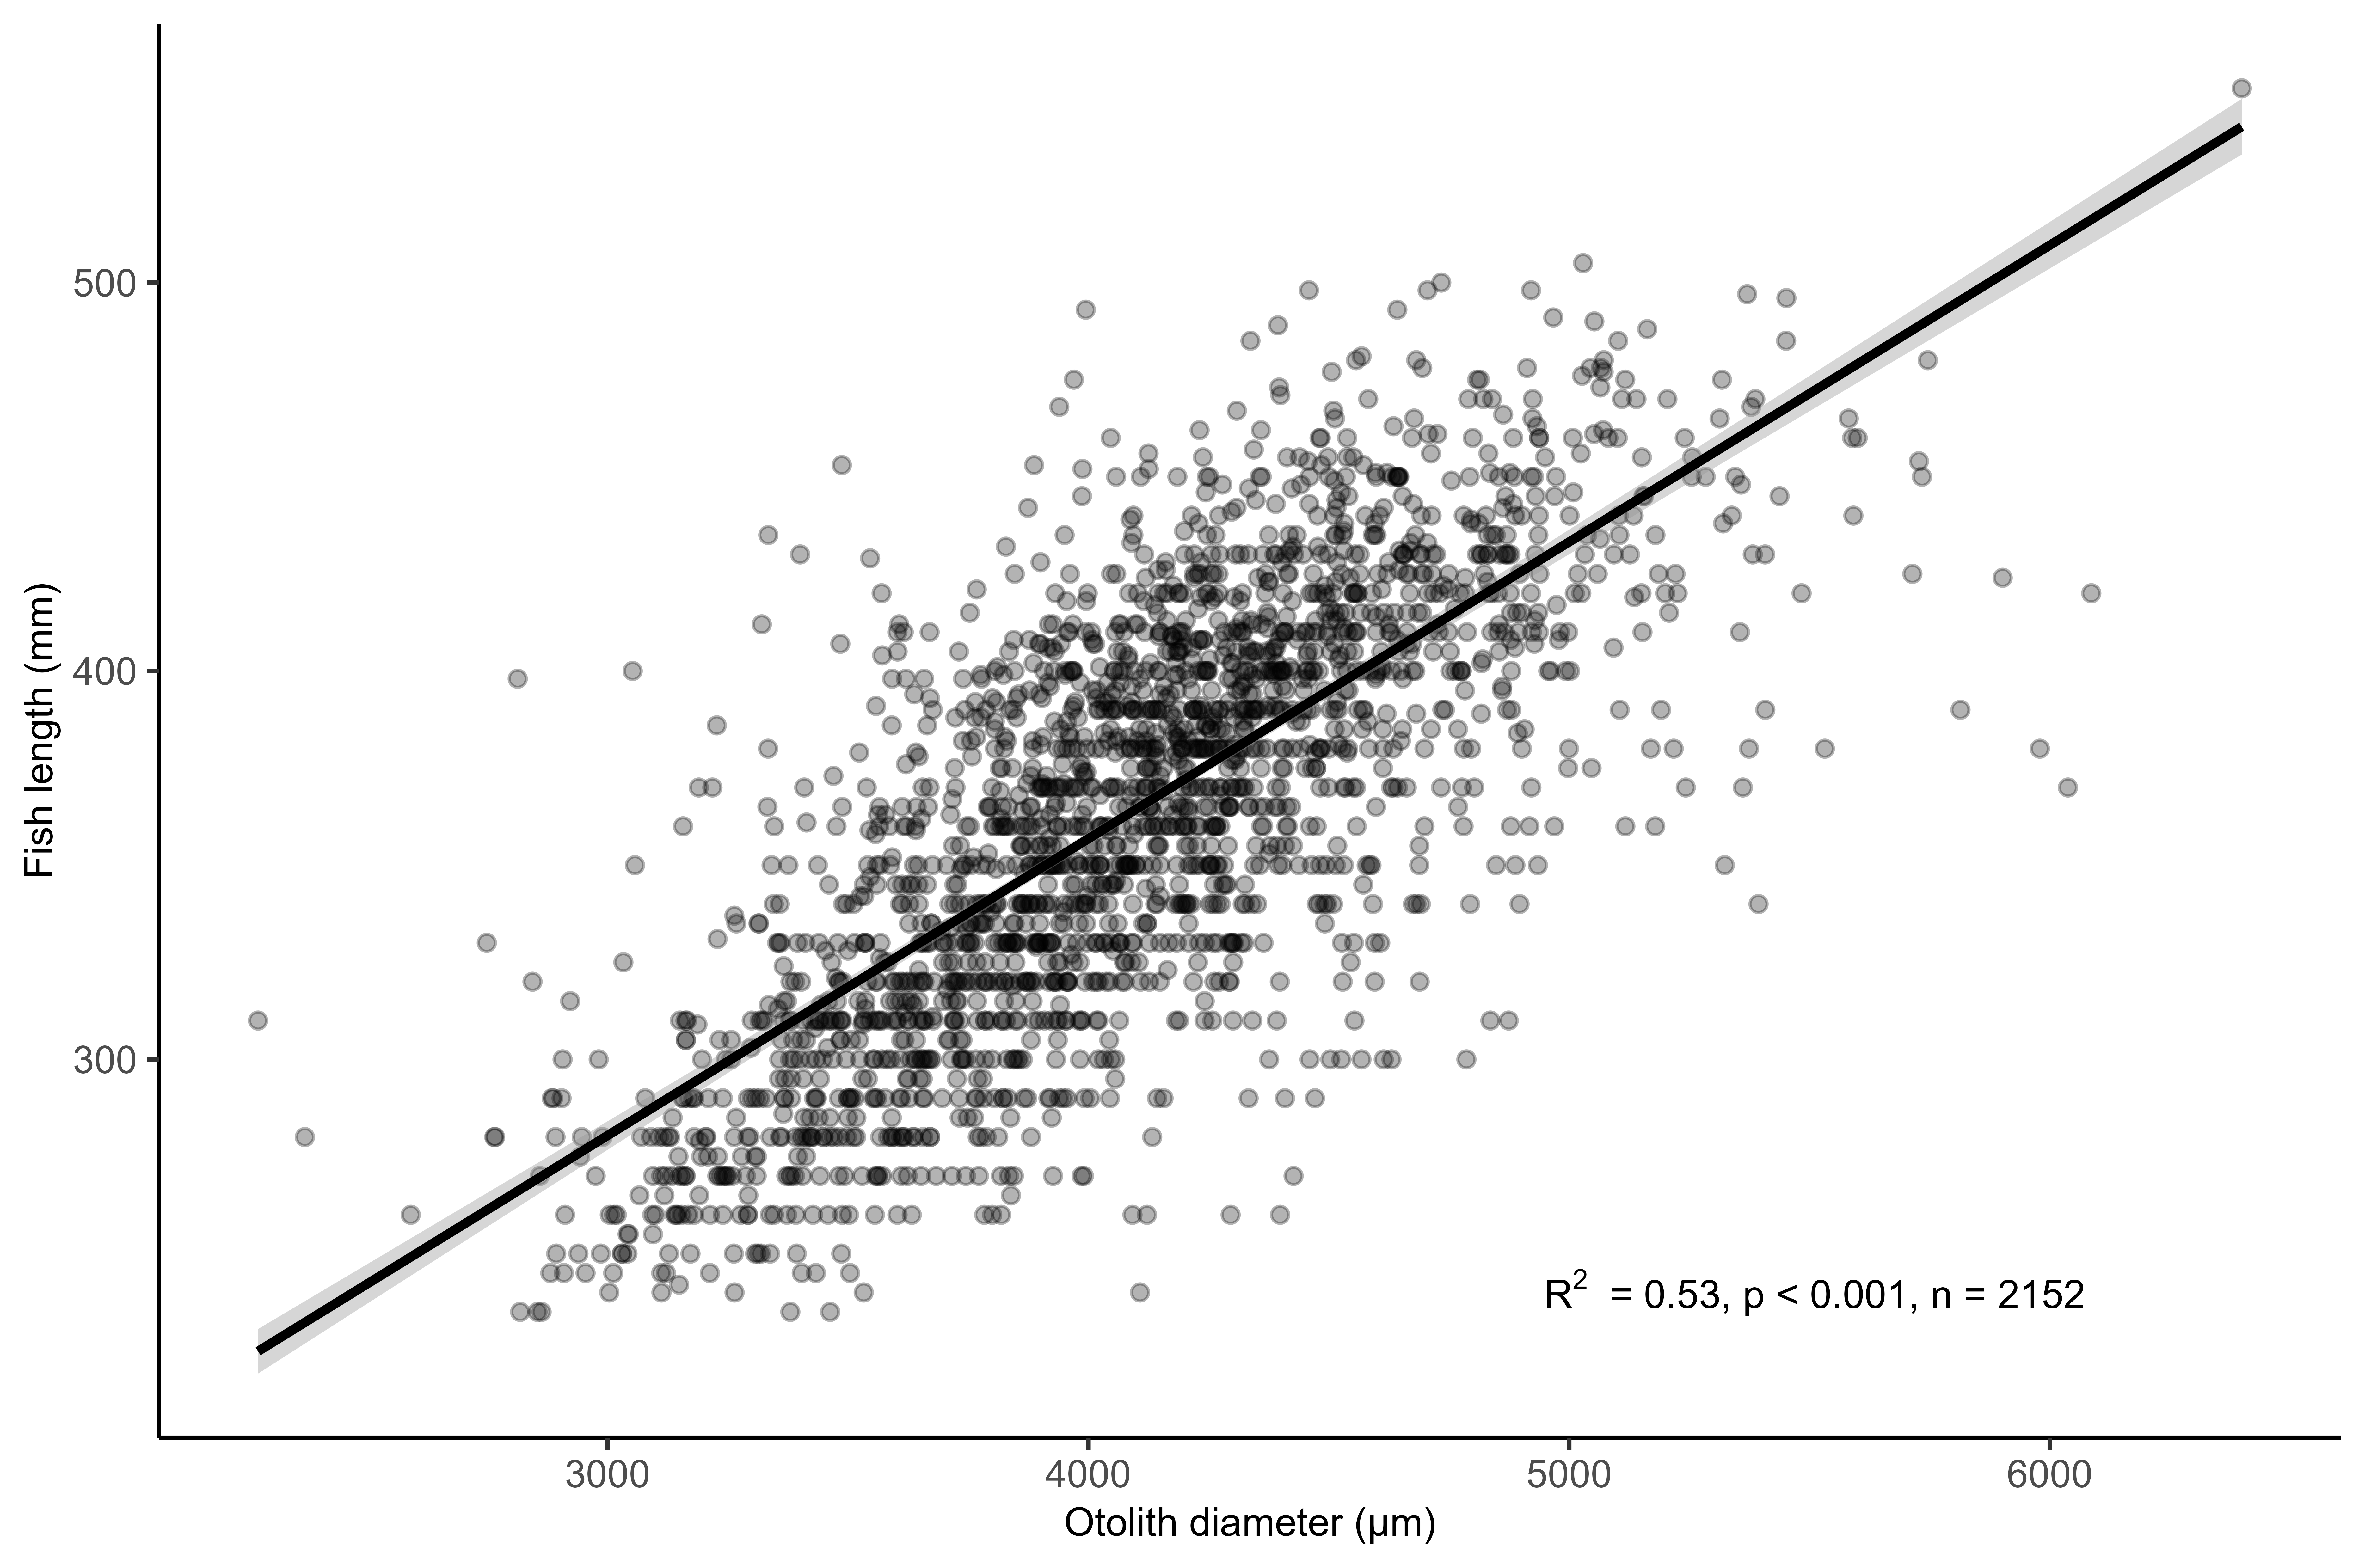 500
400
300
Fish length (mm)
R² = 0.53, p < 0.001, n = 2152
3000 4000 5000 6000
Otolith diameter (µm)